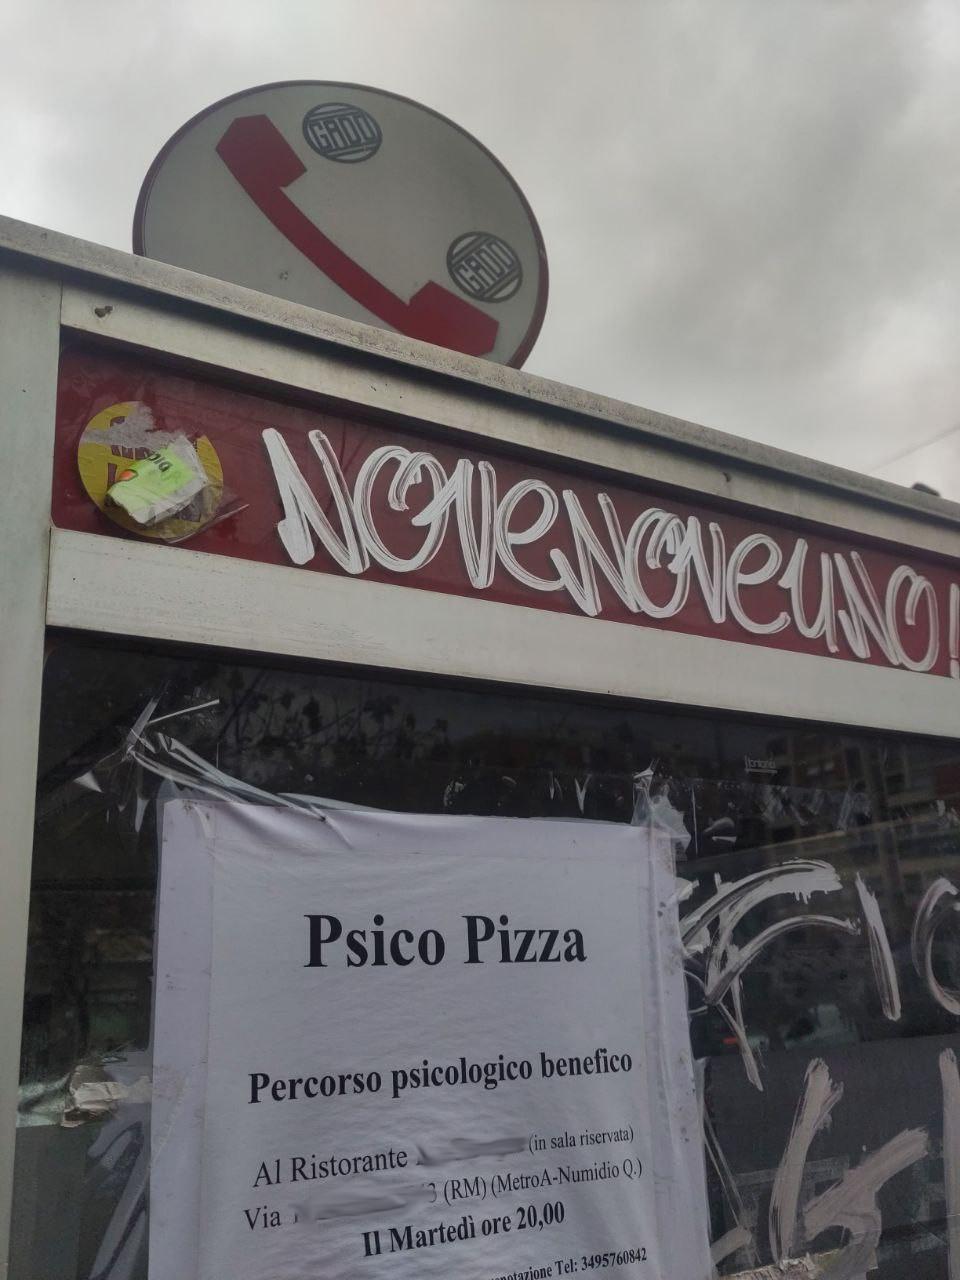 GADO
GADO
NOVENOVEUNO!
Psico Pizza
Percorso psicologico benefico
Al Ristorante (in sala riservata)
Via 3 (RM) (MetroA-Numidio Q.)
Il Martedì ore 20,00
Tel: 3495760842